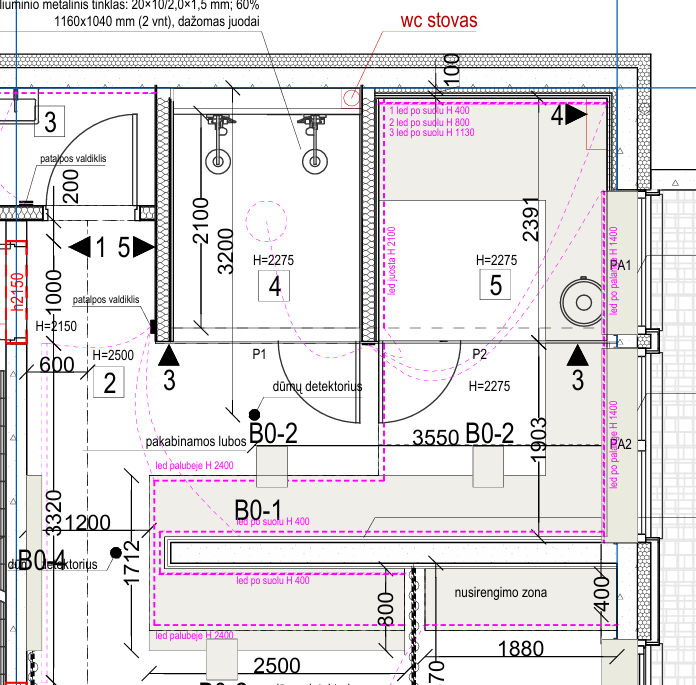 liuminio metalinis tinklas: 20×10/2,0×1,5 mm; 60%
1160x1040 mm (2 vnt), dažomas juodai
wc stovas
100
1 led po suolu H 400
2 led po suolu H 800
3 led po suolu H 1130
4
3
patalpos valdiklis
200
2100
3200
2391
led juosta H 2100
led po palange H 1400
1 5
H=2275
4
H=2275
5
PA1
h2150
1000
patalpos valdiklis
H=2150
H=2500
600
2
3
P1
P2
3
H=2275
dūmų detektorius
B0-2
pakabinamos lubos
3550
B0-2
1903
PA2
led po palange H 1400
led palubeje H 2400
B0-1
led po suolu H 400
3320
1200
B0-4
detektorius
1712
led po suolu H 400
800
nusirengimo zona
400
led palubeje H 2400
2500
1880
70